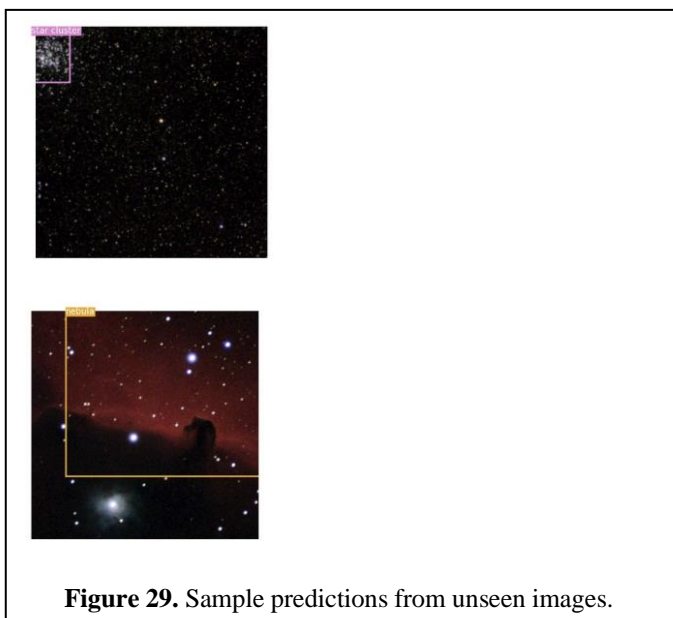 star cluster
nebula
Figure 29. Sample predictions from unseen images.